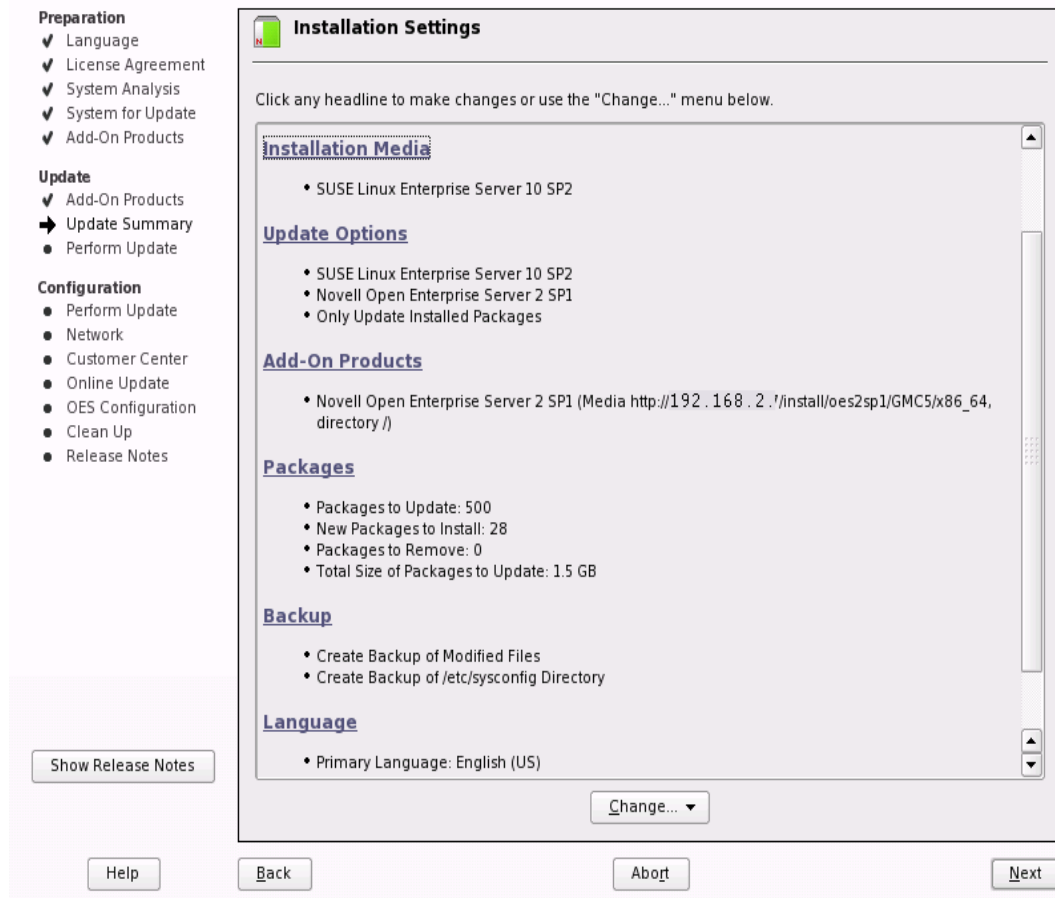 Preparation
Language
License Agreement
System Analysis
System for Update
Add-On Products
Update
Add-On Products
Update Summary
Perform Update
Configuration
Perform Update
Network
Customer Center
Online Update
OES Configuration
Clean Up
Release Notes
Show Release Notes
N
Installation Settings
Click any headline to make changes or use the "Change..." menu below.
Installation Media
• SUSE Linux Enterprise Server 10 SP2
Update Options
• SUSE Linux Enterprise Server 10 SP2
• Novell Open Enterprise Server 2 SP1
• Only Update Installed Packages
Add-On Products
• Novell Open Enterprise Server 2 SP1 (Media http://192.168.2.'/install/oes2sp1/GMC5/x86_64,
directory /)
Packages
• Packages to Update: 500
• New Packages to Install: 28
• Packages to Remove: 0
• Total Size of Packages to Update: 1.5 GB
Backup
• Create Backup of Modified Files
• Create Backup of /etc/sysconfig Directory
Language
• Primary Language: English (US)
Change...
Help
Back
Abort
Next